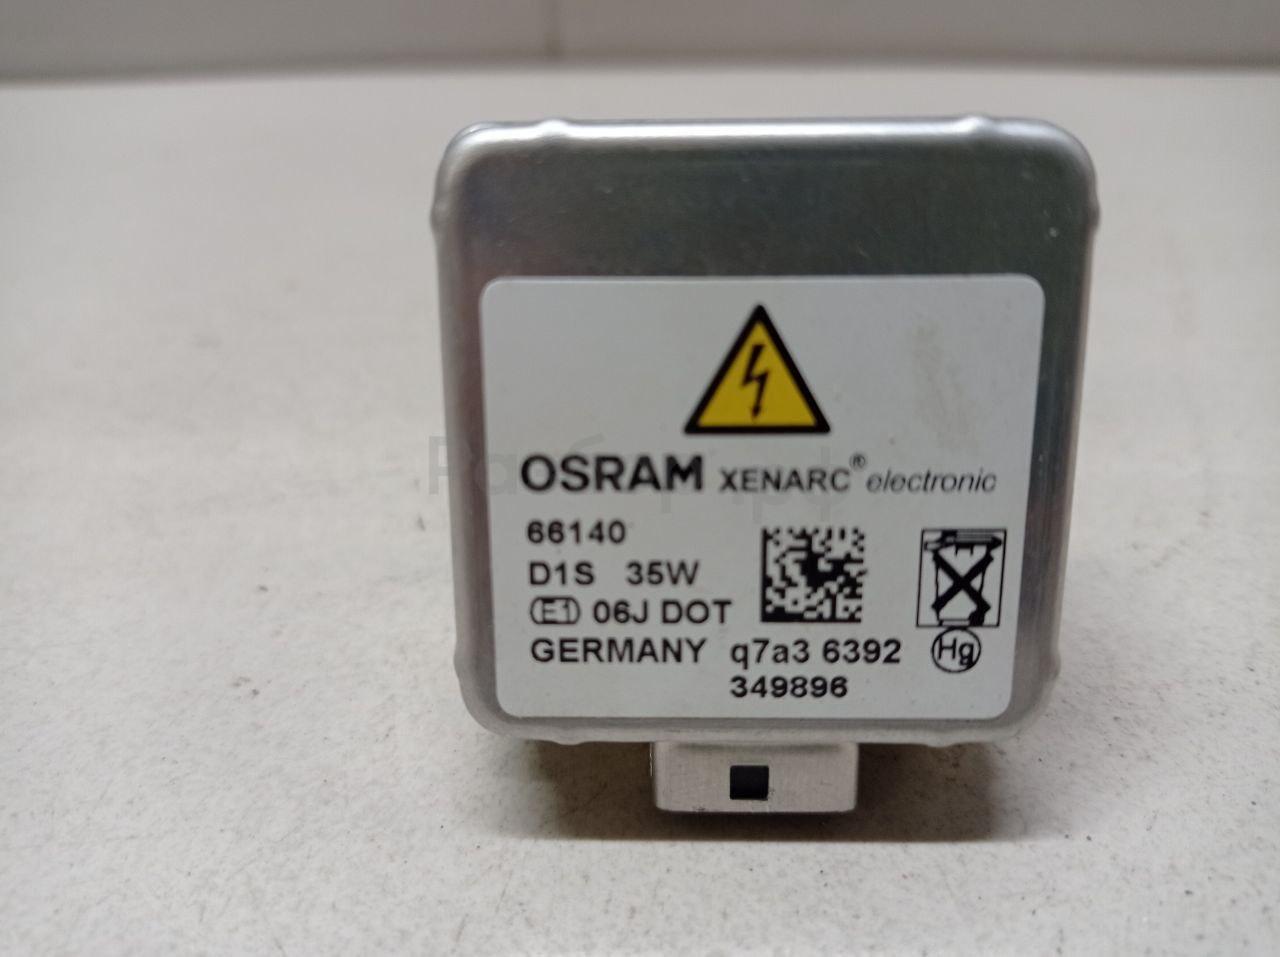 OSRAM XENARC® electronic
66140
D1S 35W
E1 06J DOT
GERMANY q7a3 6392
349896
Hg